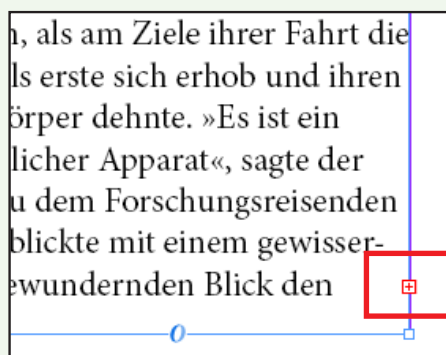 , als am Ziele ihrer Fahrt die
ls erste sich erhob und ihren
örper dehnte. »Es ist ein
licher Apparat«, sagte der
u dem Forschungsreisenden
blickte mit einem gewisser-
ewundernden Blick den